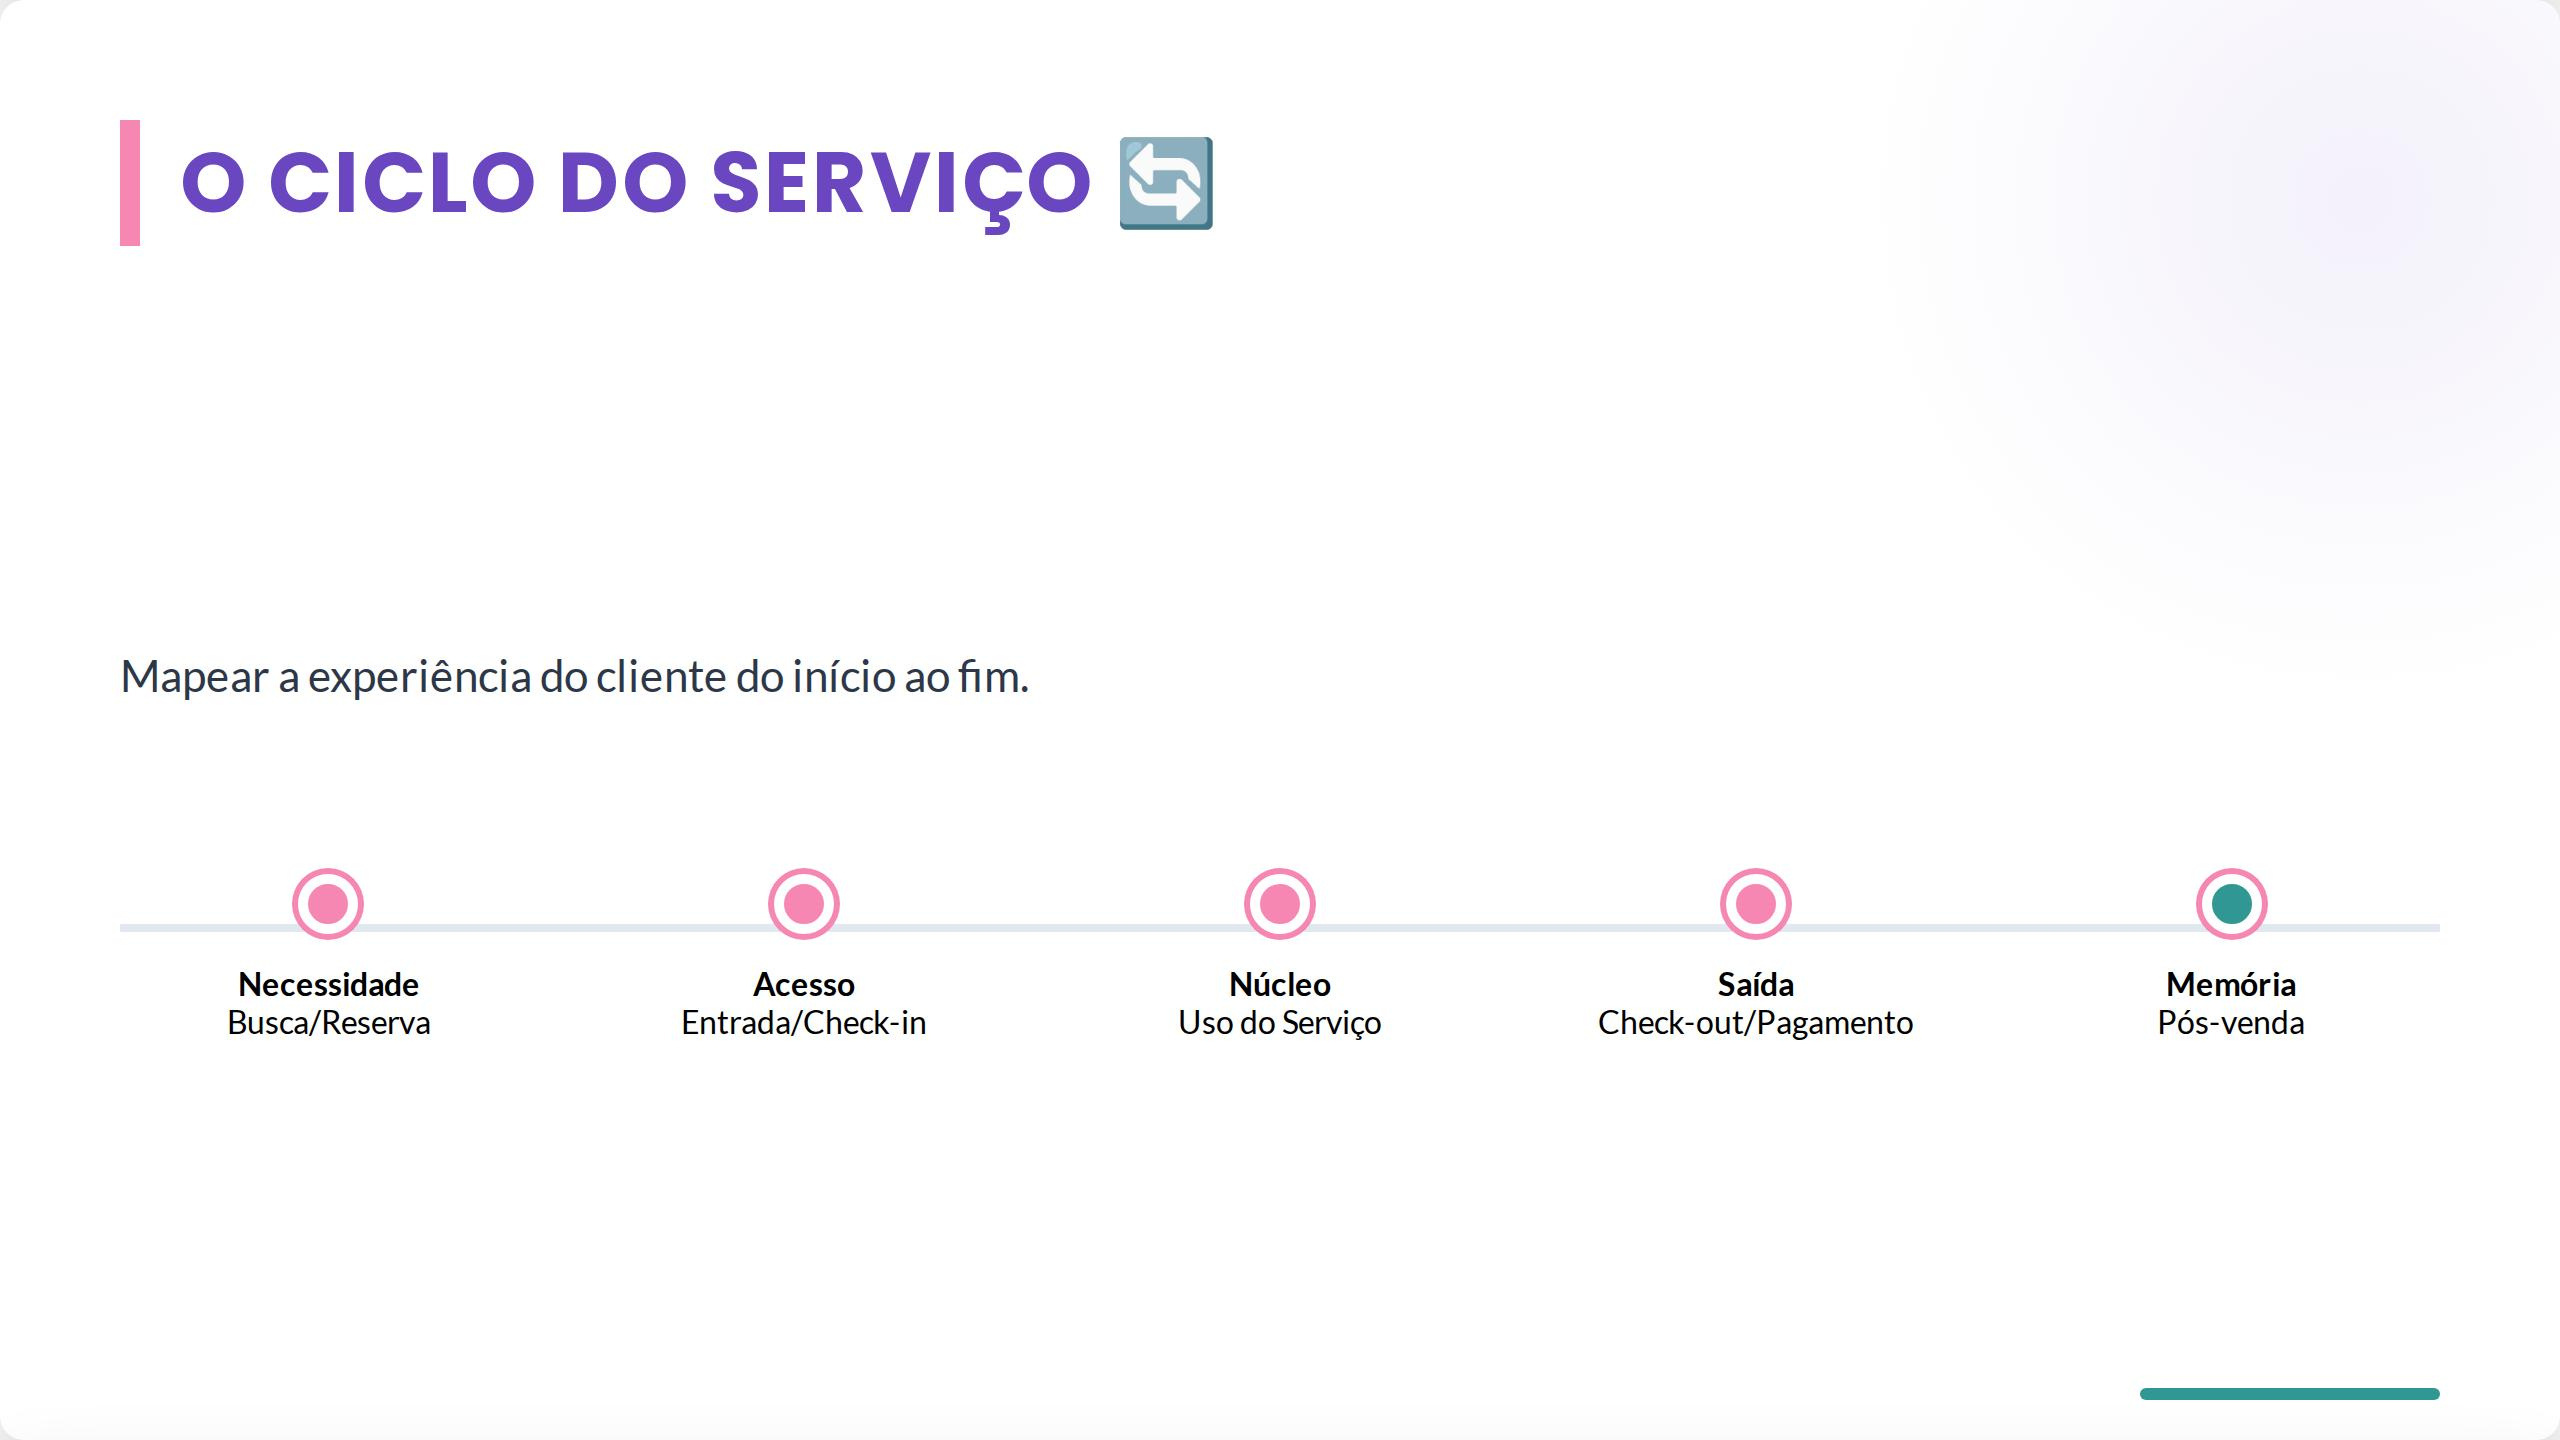 O CICLO DO SERVIÇO 🔄
Mapear a experiência do cliente do início ao fim.
Necessidade
Busca/Reserva
Acesso
Entrada/Check-in
Núcleo
Uso do Serviço
Saída
Check-out/Pagamento
Memória
Pós-venda